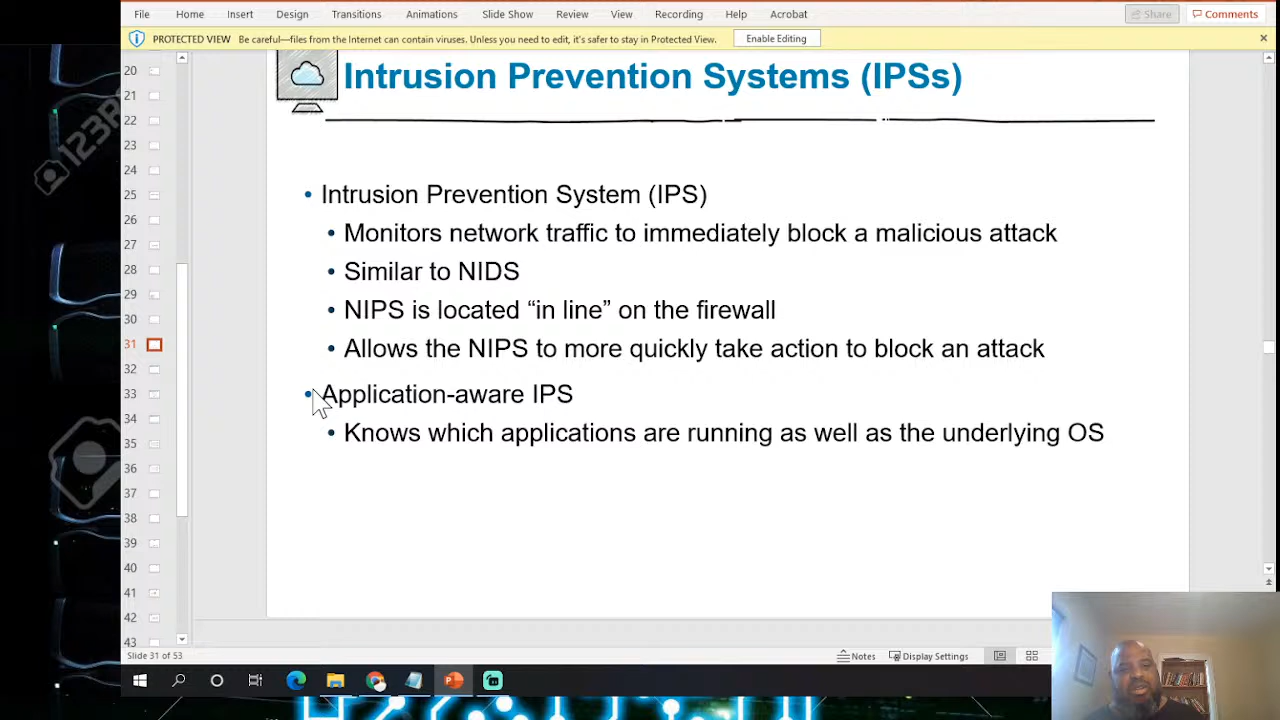 File Home Insert Design Transitions Animations Slide Show Review View Recording Help Acrobat Share Comments
PROTECTED VIEW Be careful—files from the Internet can contain viruses. Unless you need to edit, it's safer to stay in Protected View. Enable Editing
Intrusion Prevention Systems (IPSs)
• Intrusion Prevention System (IPS)
• Monitors network traffic to immediately block a malicious attack
• Similar to NIDS
• NIPS is located “in line” on the firewall
• Allows the NIPS to more quickly take action to block an attack
• Application-aware IPS
• Knows which applications are running as well as the underlying OS
20
21
22
23
24
25
26
27
28
29
30
31
32
33
34
35
36
37
38
39
40
41
42
43
Slide 31 of 53 Notes Display Settings